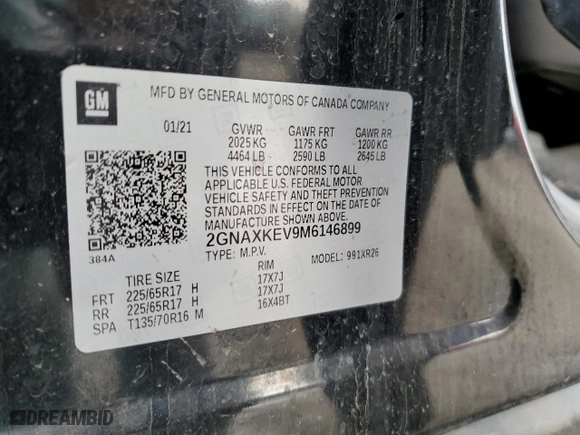 GM
MFD BY GENERAL MOTORS OF CANADA COMPANY
01/21 GVWR GAWR FRT GAWR RR
2025 KG 1175 KG 1200 KG
4464 LB 2590 LB 2645 LB
THIS VEHICLE CONFORMS TO ALL
APPLICABLE U.S. FEDERAL MOTOR
VEHICLE SAFETY AND THEFT PREVENTION
STANDARDS IN EFFECT ON THE DATE
OF MANUFACTURE SHOWN ABOVE.
384A
2GNAXKEV9M6146899
TYPE: M.P.V. MODEL: 991XR26
TIRE SIZE RIM
FRT 225/65R17 H 17X7J
RR 225/65R17 H 17X7J
SPA T135/70R16 M 16X4BT
DREAMBID